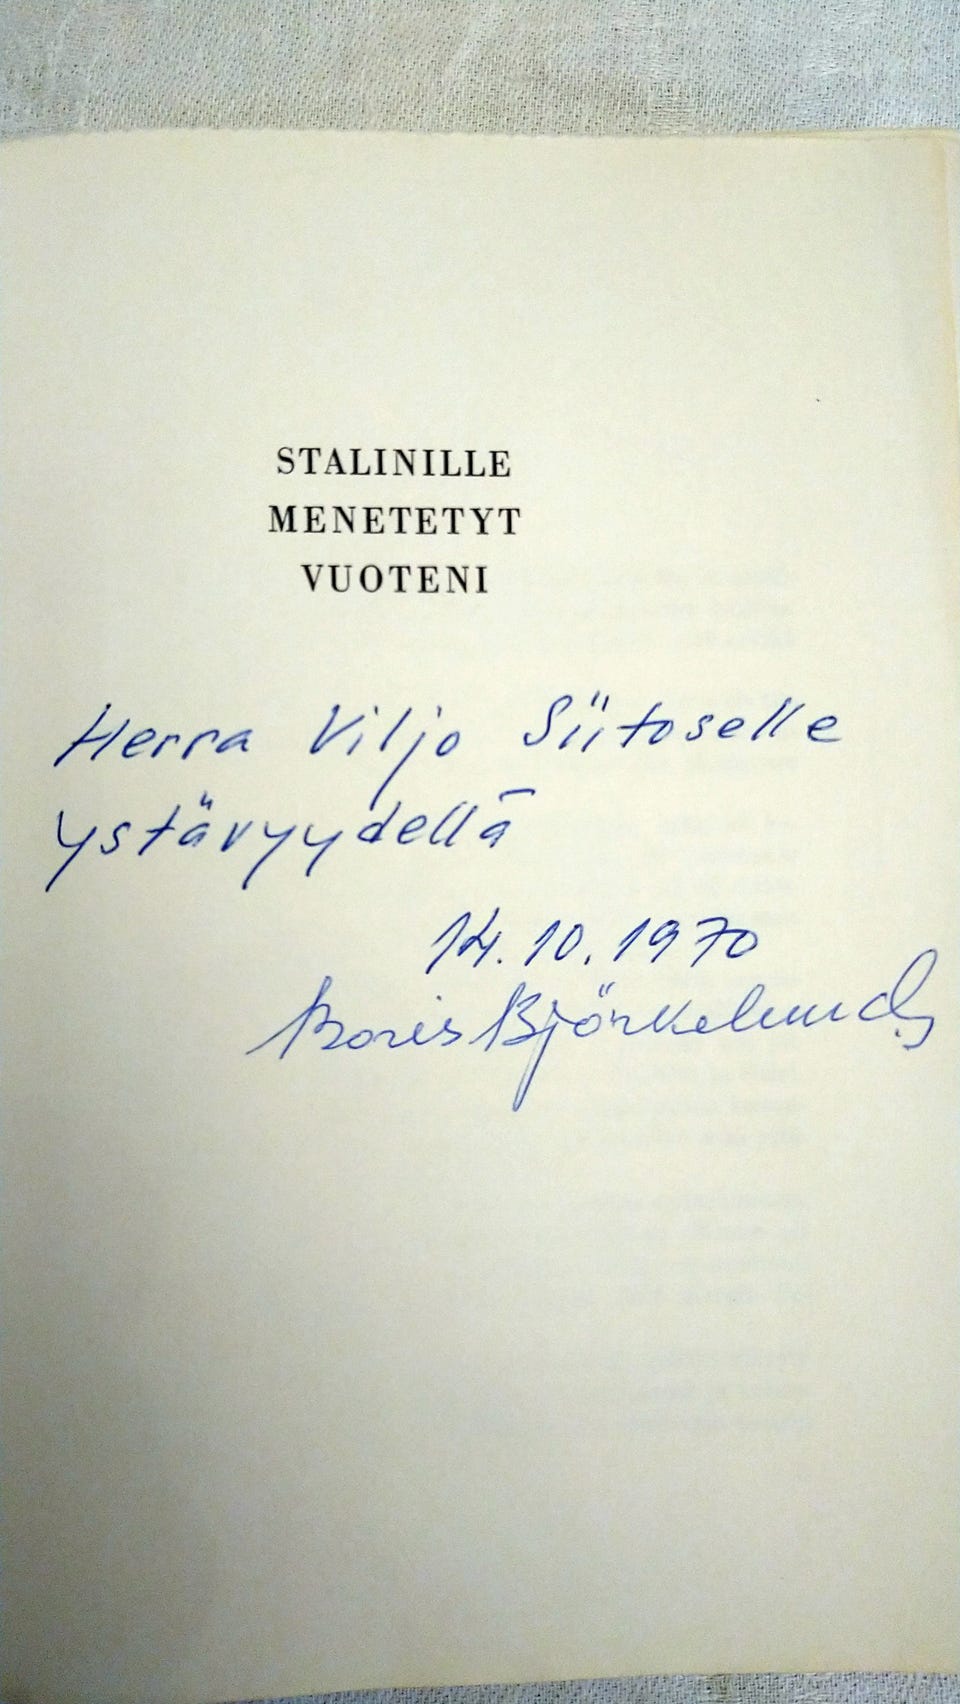 STALINILLE
MENETETYT
VUOTENI
Herra Viljo Siitoselle
ystävyydellä
14.10.1970
Boris Björkelund